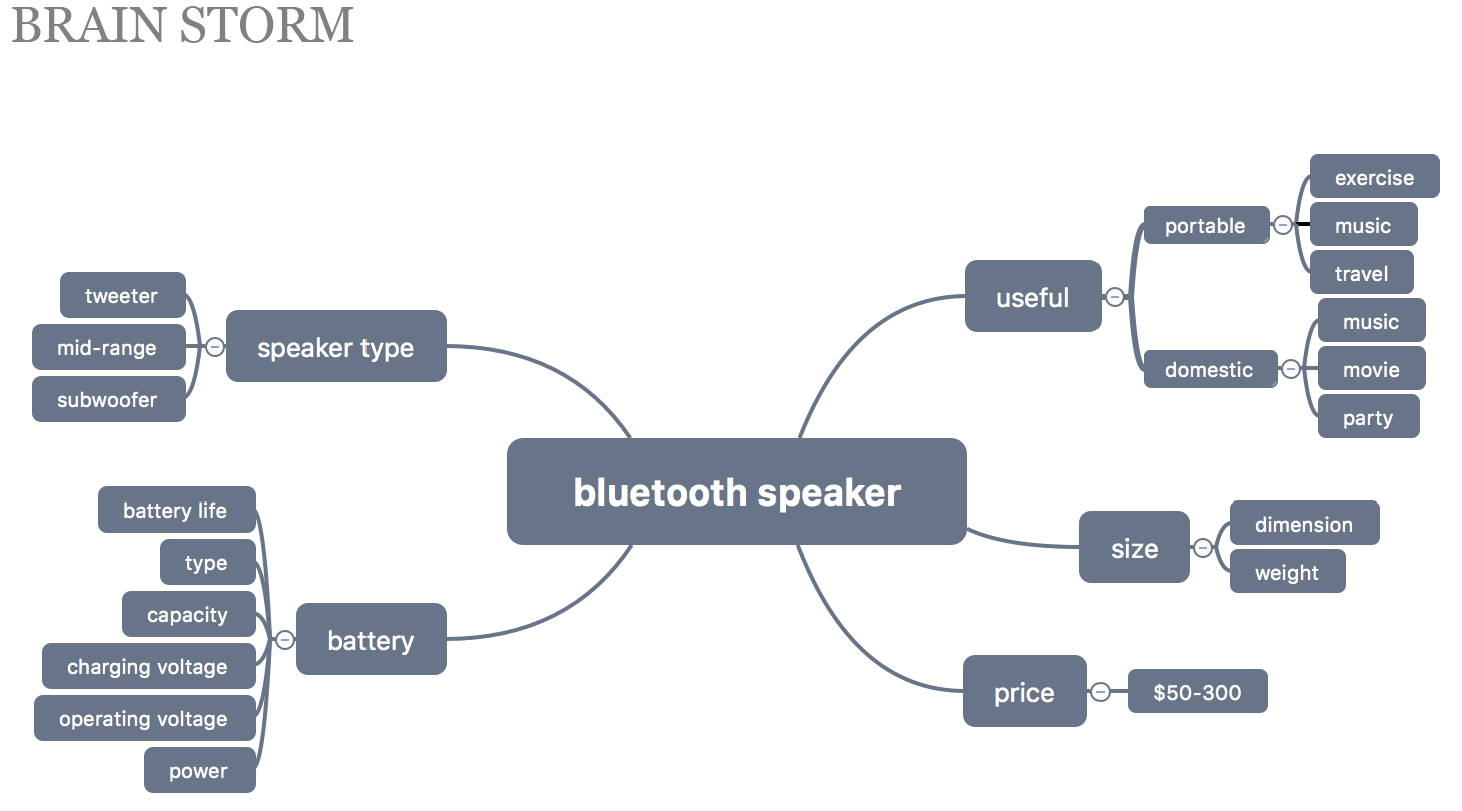 BRAIN STORM
bluetooth speaker
speaker type
tweeter
mid-range
subwoofer
battery
battery life
type
capacity
charging voltage
operating voltage
power
useful
portable
exercise
music
travel
domestic
music
movie
party
size
dimension
weight
price
$50-300